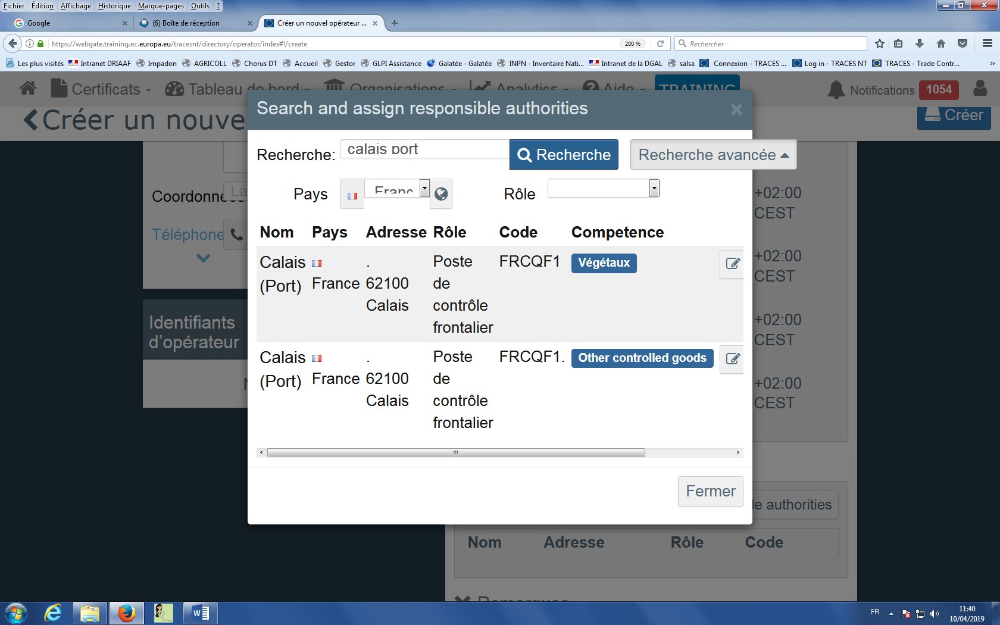 Fichier Édition Affichage Historique Marque-pages Outils ?
Google
(6) Boîte de réception
Créer un nouvel opérateur ...
https://webgate.training.ec.europa.eu/tracesnt/directory/operator/index#!/create
200 %
Rechercher
Les plus visités Intranet DRIAAF Impadon AGRICOLL Chorus DT Accueil Gestor GLPI Assistance Galatée - Galatée INPN - Inventaire Nati... Intranet de la DGAL salsa Connexion - TRACES ... Log in - TRACES NT TRACES - Trade Contr... »
Certificats Tableau de bord Organisations Analytics Aide TRAINING Notifications 1054
Créer un nouve
Créer
Search and assign responsible authorities
Recherche: calais port Recherche Recherche avancée
Pays Franc Rôle
Nom Pays Adresse Rôle Code Competence
Calais (Port) France . 62100 Calais Poste de contrôle frontalier FRCQF1 Végétaux
Calais (Port) France . 62100 Calais Poste de contrôle frontalier FRCQF1. Other controlled goods
Fermer
Coordonné
La
Téléphone
Identifiants
d'opérateur
N
+02:00
CEST
+02:00
CEST
+02:00
CEST
+02:00
CEST
le authorities
Nom Adresse Rôle Code
Remarques
FR
11:40
10/04/2019